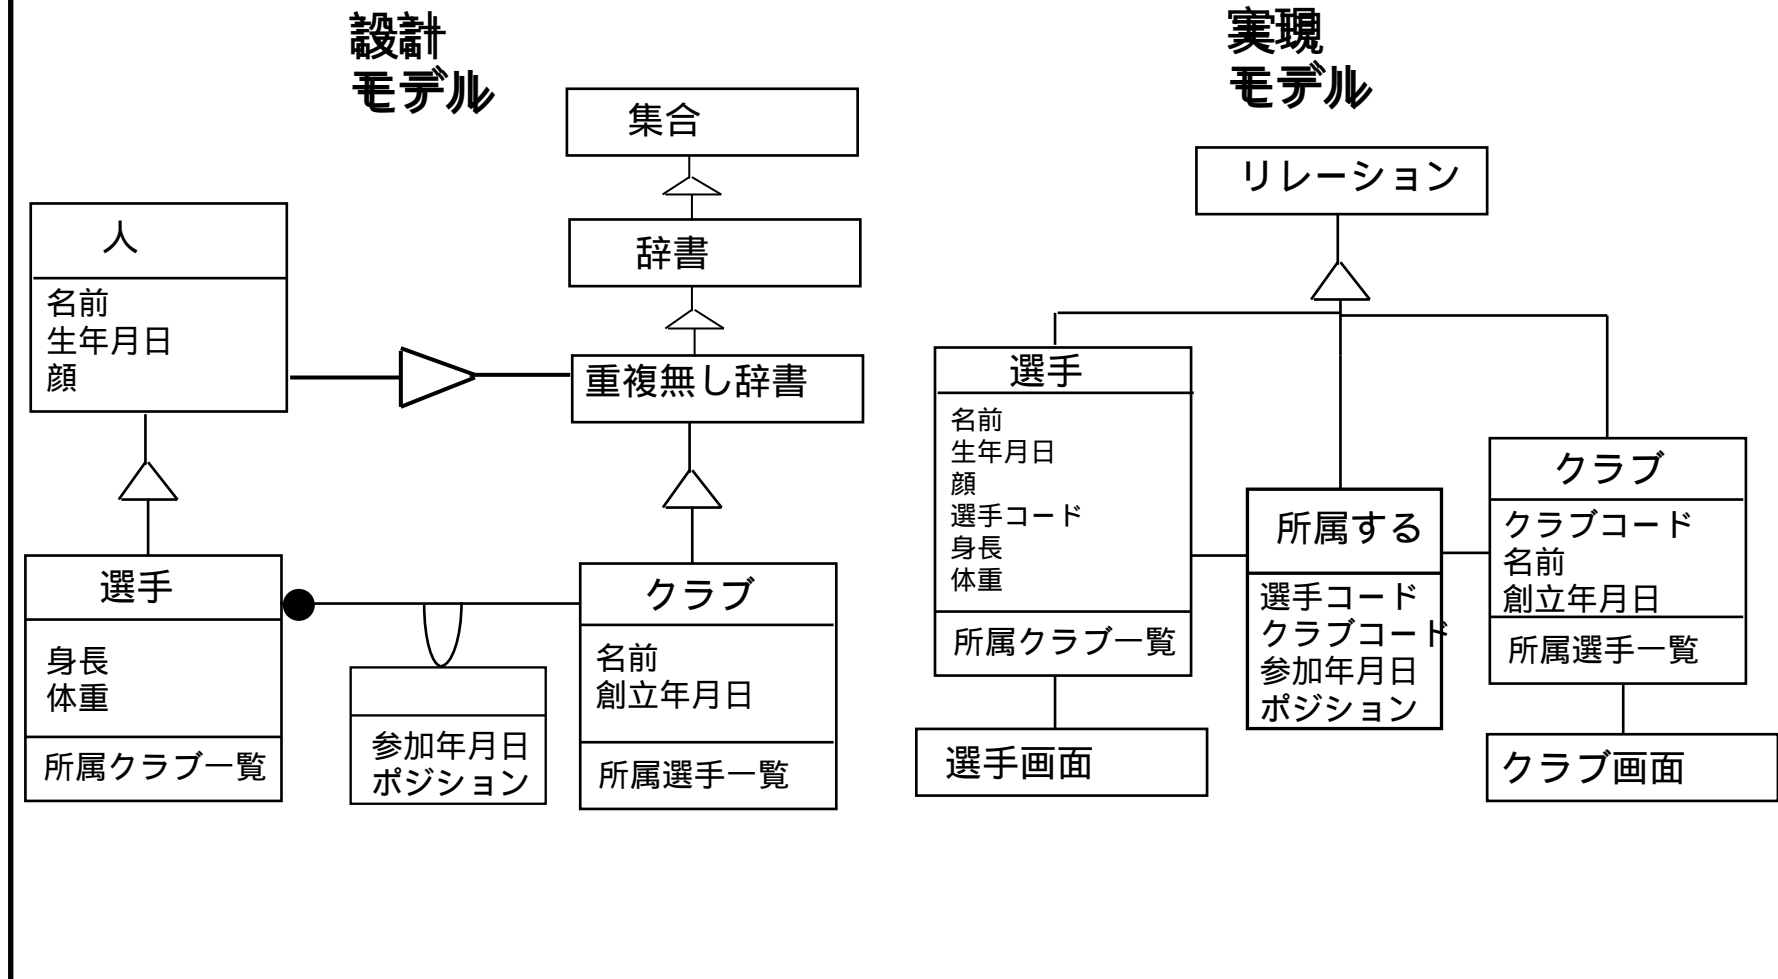 設計
モデル
集合
辞書
重複無し辞書
人
名前
生年月日
顔
選手
身長
体重
所属クラブ一覧
参加年月日
ポジション
クラブ
名前
創立年月日
所属選手一覧
実現
モデル
リレーション
選手
名前
生年月日
顔
選手コード
身長
体重
所属クラブ一覧
選手画面
所属する
選手コード
クラブコード
参加年月日
ポジション
クラブ
クラブコード
名前
創立年月日
所属選手一覧
クラブ画面